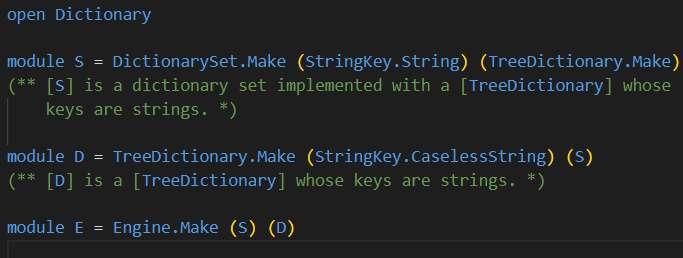 open Dictionary
module S = DictionarySet.Make (StringKey.String) (TreeDictionary.Make)
(** [S] is a dictionary set implemented with a [TreeDictionary] whose
keys are strings. *)
module D = TreeDictionary.Make (StringKey.CaselessString) (S)
(** [D] is a [TreeDictionary] whose keys are strings. *)
module E = Engine.Make (S) (D)